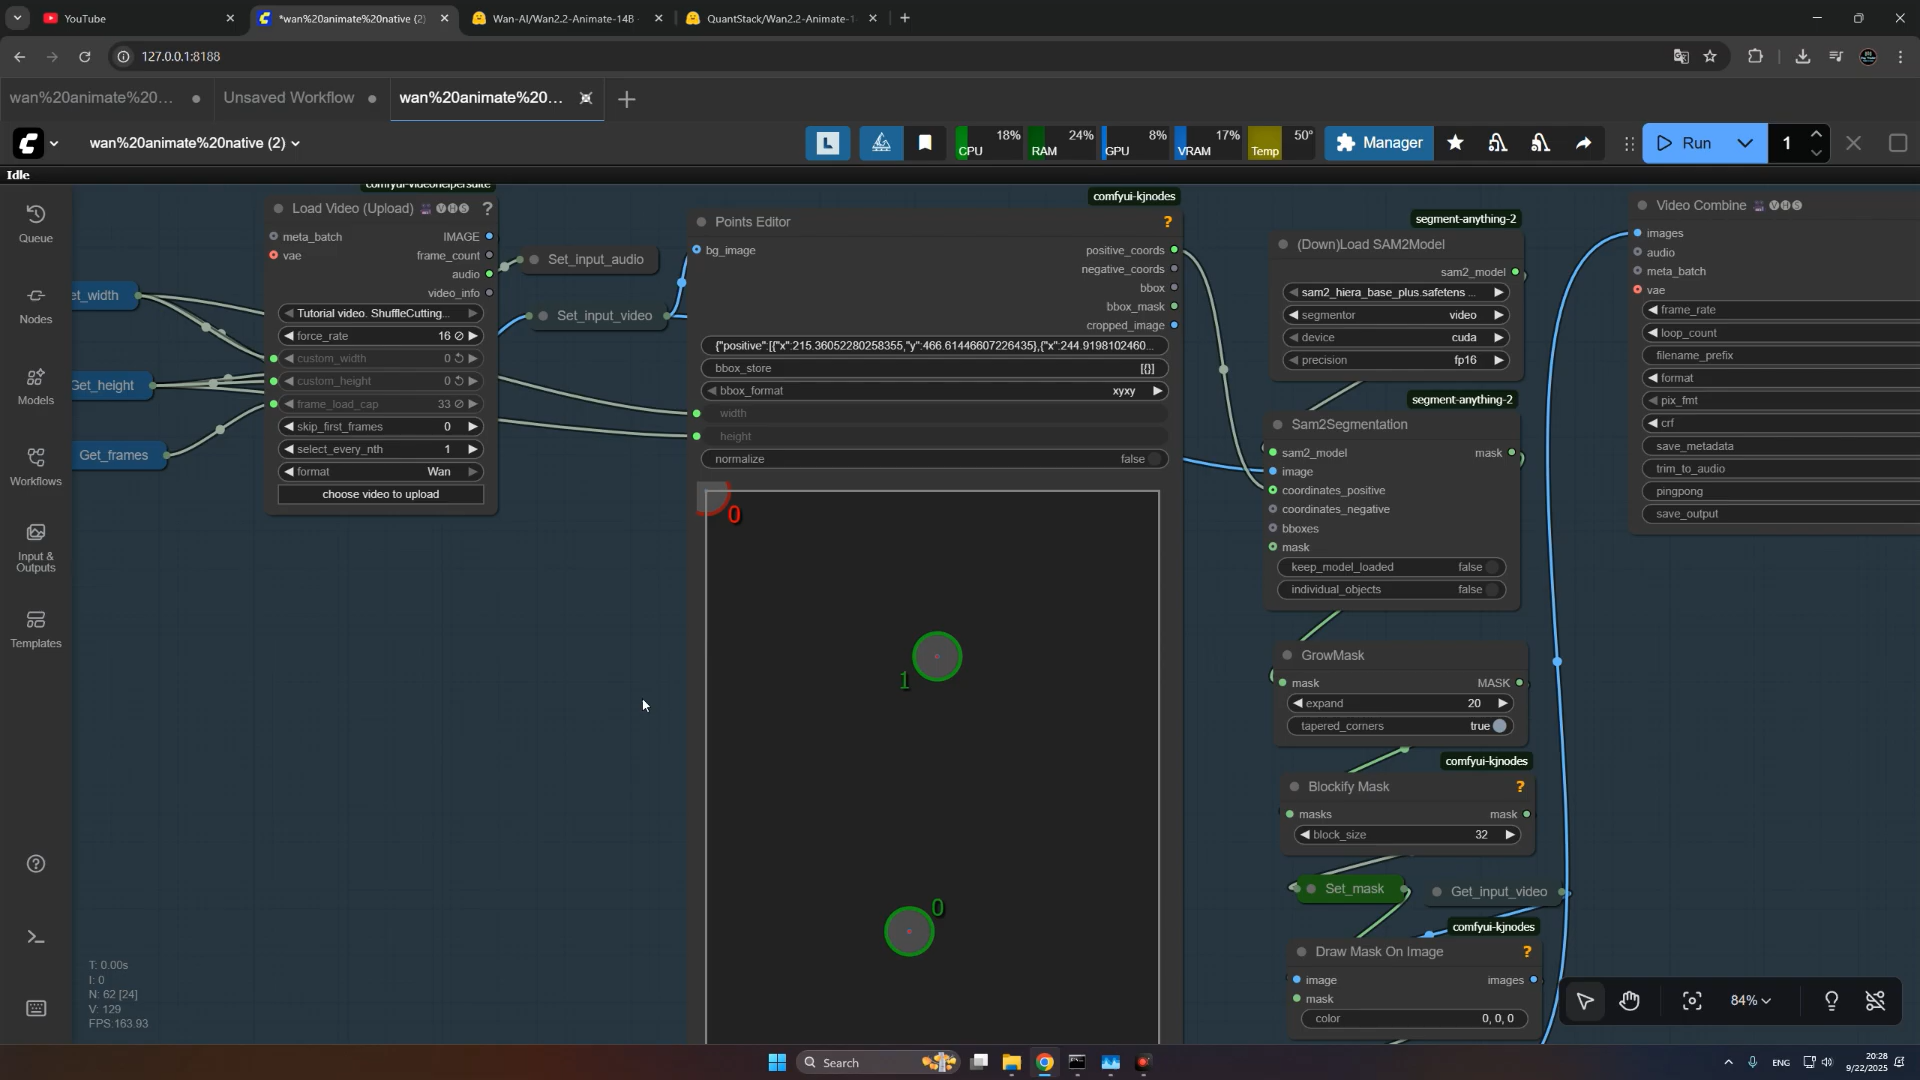 YouTube
*wan%20animate%20native (2)
Wan-AI/Wan2.2-Animate-14B
QuantStack/Wan2.2-Animate-1
127.0.0.1:8188
wan%20animate%20...
Unsaved Workflow
wan%20animate%20...
wan%20animate%20native (2)
CPU 18%
RAM 24%
GPU 8%
VRAM 17%
Temp 50°
Manager
Run
1
Idle
Queue
Nodes
Models
Workflows
Input & Outputs
Templates
et_width
Get_height
Get_frames
comfyui-videohelpersuite
Load Video (Upload) VHS ?
meta_batch IMAGE
vae frame_count
audio
video_info
Tutorial video. ShuffleCutting...
force_rate 16
custom_width 0
custom_height 0
frame_load_cap 33
skip_first_frames 0
select_every_nth 1
format Wan
choose video to upload
Set_input_audio
Set_input_video
comfyui-kjnodes
Points Editor ?
bg_image positive_coords
negative_coords
bbox
bbox_mask
cropped_image
{"positive":[{"x":215.36052280258355,"y":466.61446607226435},{"x":244.9198102460...
bbox_store [{}]
bbox_format xyxy
width
height
normalize false
0
1
0
segment-anything-2
(Down)Load SAM2Model
sam2_model
sam2_hiera_base_plus.safetens ...
segmentor video
device cuda
precision fp16
segment-anything-2
Sam2Segmentation
sam2_model mask
image
coordinates_positive
coordinates_negative
bboxes
mask
keep_model_loaded false
individual_objects false
GrowMask
mask MASK
expand 20
tapered_corners true
comfyui-kjnodes
Blockify Mask ?
masks mask
block_size 32
Set_mask
Get_input_video
comfyui-kjnodes
Draw Mask On Image ?
image images
mask
color 0, 0, 0
Video Combine VHS
images
audio
meta_batch
vae
frame_rate
loop_count
filename_prefix
format
pix_fmt
crf
save_metadata
trim_to_audio
pingpong
save_output
T: 0.00s
I: 0
N: 62 [24]
V: 129
FPS:163.93
84%
Search
ENG
20:28
9/22/2025